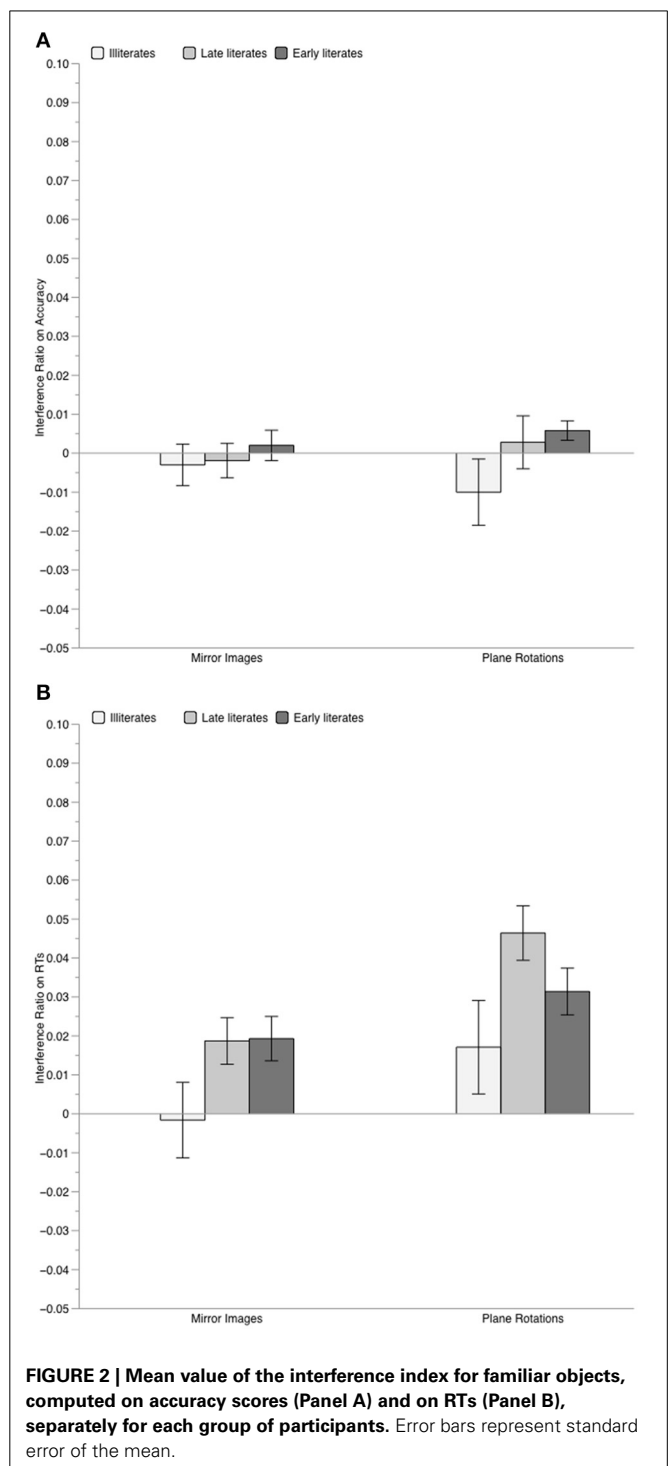 A
Illiterates Late literates Early literates
0.10
0.09
0.08
0.07
0.06
0.05
0.04
0.03
0.02
0.01
0
−0.01
−0.02
−0.03
−0.04
−0.05
Interference Ratio on Accuracy
Mirror Images Plane Rotations
B
Illiterates Late literates Early literates
0.10
0.09
0.08
0.07
0.06
0.05
0.04
0.03
0.02
0.01
0
−0.01
−0.02
−0.03
−0.04
−0.05
Interference Ratio on RTs
Mirror Images Plane Rotations
FIGURE 2 | Mean value of the interference index for familiar objects,
computed on accuracy scores (Panel A) and on RTs (Panel B),
separately for each group of participants. Error bars represent standard
error of the mean.